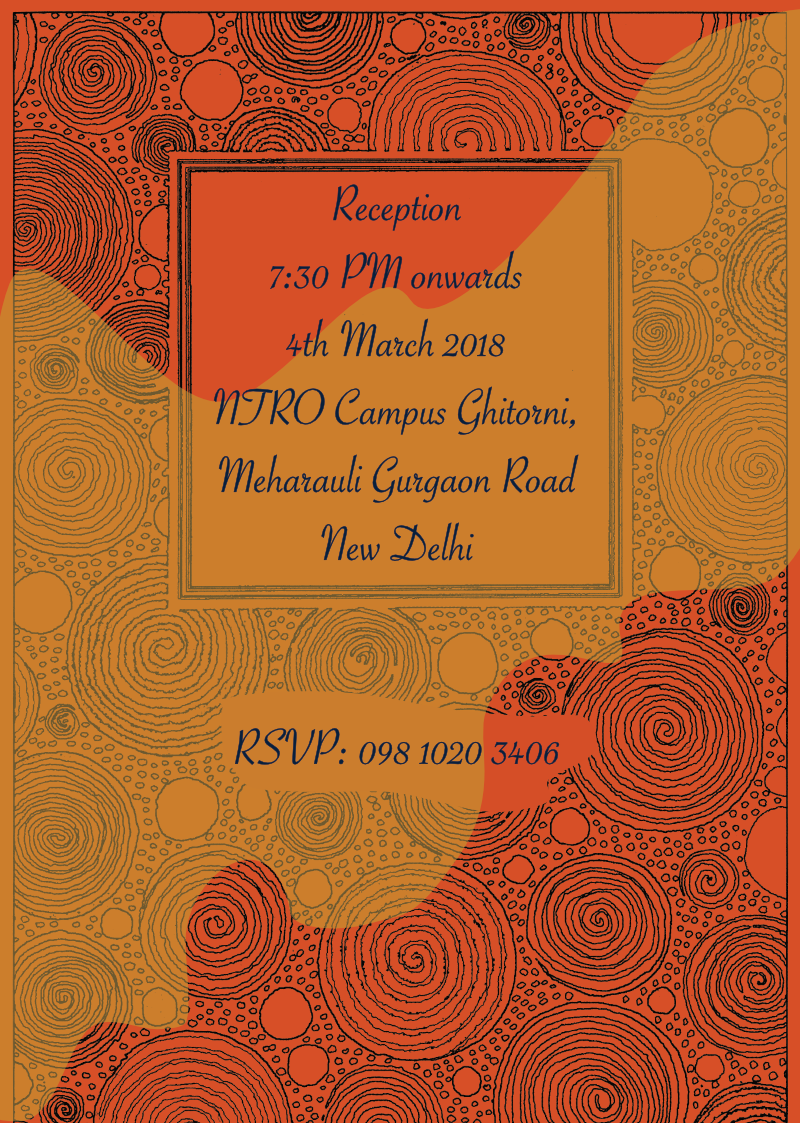 Reception
7:30 PM onwards
4th March 2018
NTRO Campus Ghitorni,
Meharauli Gurgaon Road
New Delhi
RSVP: 098 1020 3406